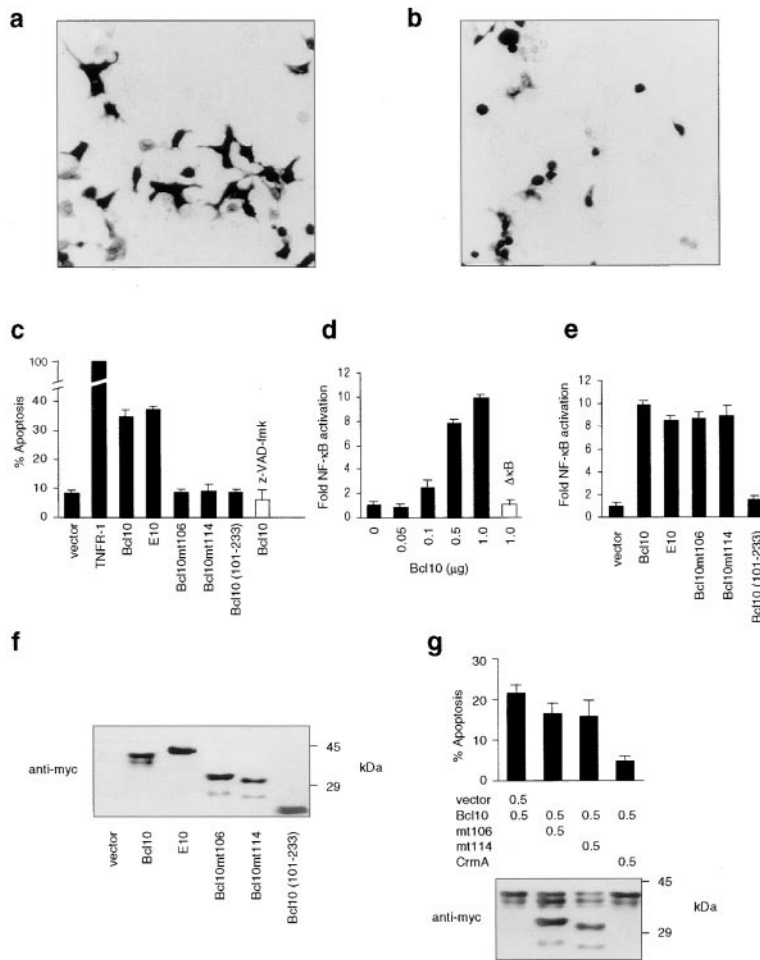 a
b
c
% Apoptosis
100
40
30
20
10
0
vector
TNFR-1
Bcl10
E10
Bcl10mt106
Bcl10mt114
Bcl10 (101-233)
Bcl10
z-VAD-fmk
d
Fold NF-κB activation
12
10
8
6
4
2
0
0
0.05
0.1
0.5
1.0
1.0
ΔκB
Bcl10 (μg)
e
Fold NF-κB activation
12
10
8
6
4
2
0
vector
Bcl10
E10
Bcl10mt106
Bcl10mt114
Bcl10 (101-233)
f
anti-myc
45
29
kDa
vector
Bcl10
E10
Bcl10mt106
Bcl10mt114
Bcl10 (101-233)
g
% Apoptosis
30
20
10
0
vector 0.5
Bcl10 0.5 0.5 0.5 0.5
mt106 0.5
mt114 0.5
CrmA 0.5
anti-myc
45
29
kDa